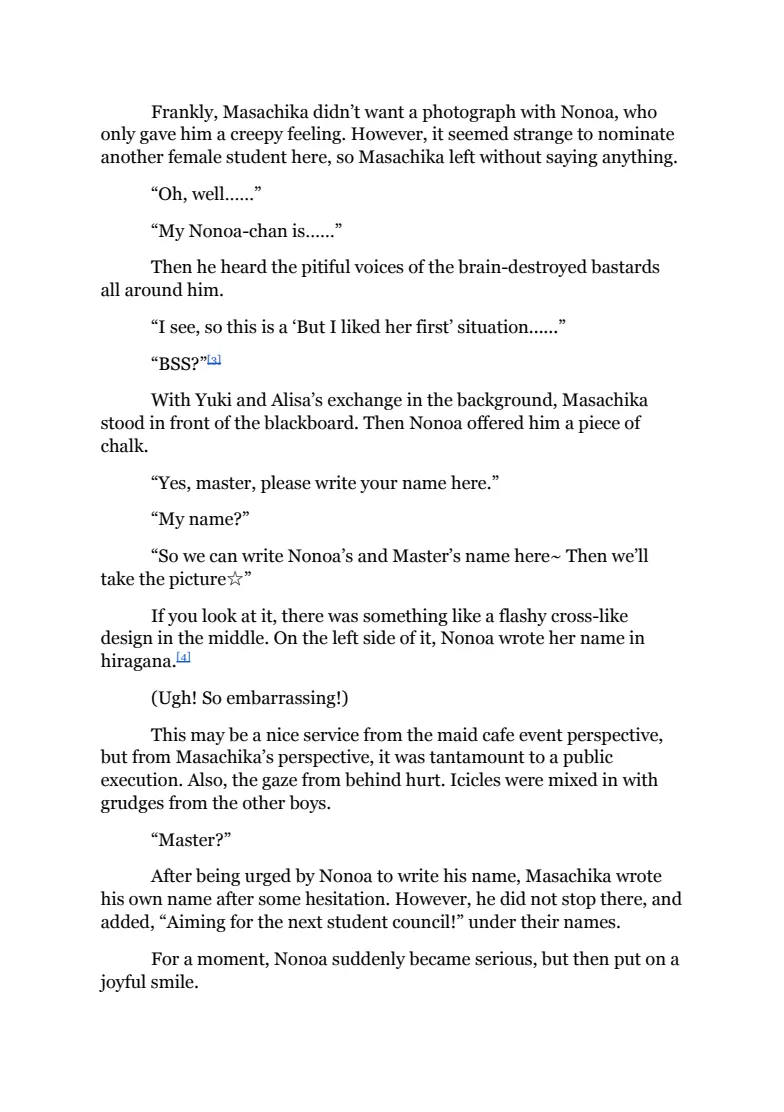 Frankly, Masachika didn’t want a photograph with Nonoa, who
only gave him a creepy feeling. However, it seemed strange to nominate
another female student here, so Masachika left without saying anything.
“Oh, well......”
“My Nonoa-chan is......”
Then he heard the pitiful voices of the brain-destroyed bastards
all around him.
“I see, so this is a ‘But I liked her first’ situation......”
“BSS?”[3]
With Yuki and Alisa’s exchange in the background, Masachika
stood in front of the blackboard. Then Nonoa offered him a piece of
chalk.
“Yes, master, please write your name here.”
“My name?”
“So we can write Nonoa’s and Master’s name here~ Then we’ll
take the picture☆”
If you look at it, there was something like a flashy cross-like
design in the middle. On the left side of it, Nonoa wrote her name in
hiragana.[4]
(Ugh! So embarrassing!)
This may be a nice service from the maid cafe event perspective,
but from Masachika’s perspective, it was tantamount to a public
execution. Also, the gaze from behind hurt. Icicles were mixed in with
grudges from the other boys.
“Master?”
After being urged by Nonoa to write his name, Masachika wrote
his own name after some hesitation. However, he did not stop there, and
added, “Aiming for the next student council!” under their names.
For a moment, Nonoa suddenly became serious, but then put on a
joyful smile.